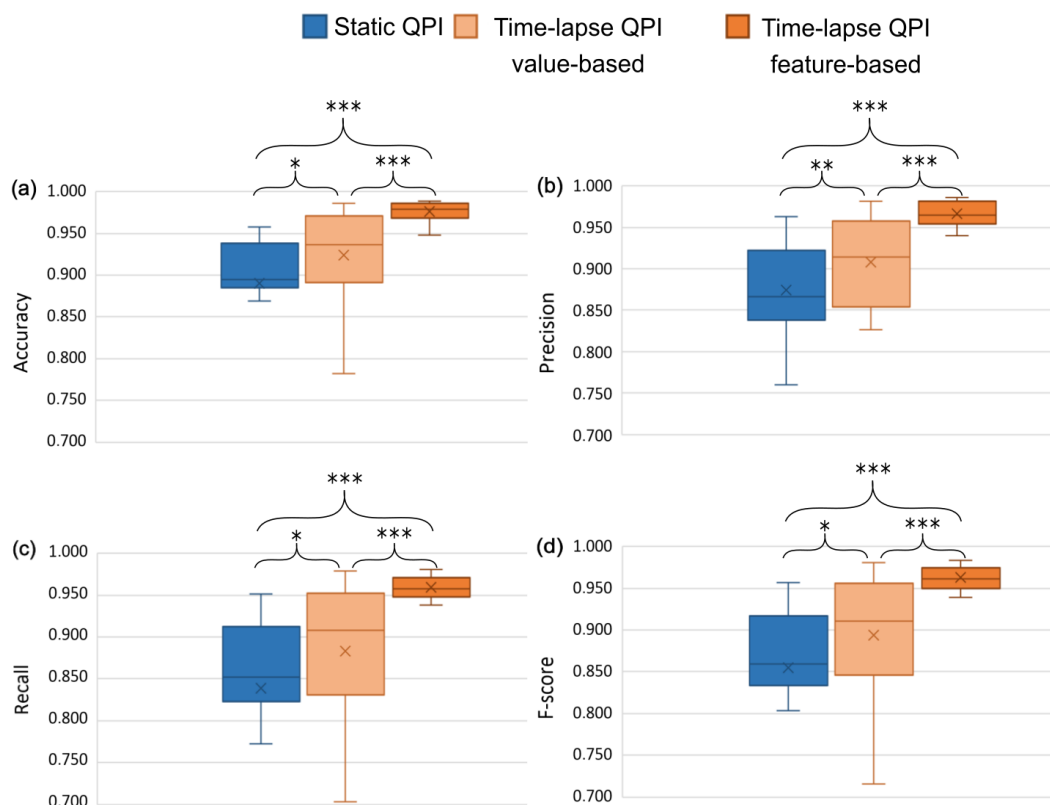 Static QPI Time-lapse QPI value-based Time-lapse QPI feature-based
*** ***
* *** ** ***
(a) (b)
1.000 1.000
0.950 0.950
0.900 0.900
0.850 0.850
0.800 0.800
0.750 0.750
0.700 0.700
Accuracy Precision
*** ***
* *** * ***
(c) (d)
1.000 1.000
0.950 0.950
0.900 0.900
0.850 0.850
0.800 0.800
0.750 0.750
0.700 0.700
Recall F-score